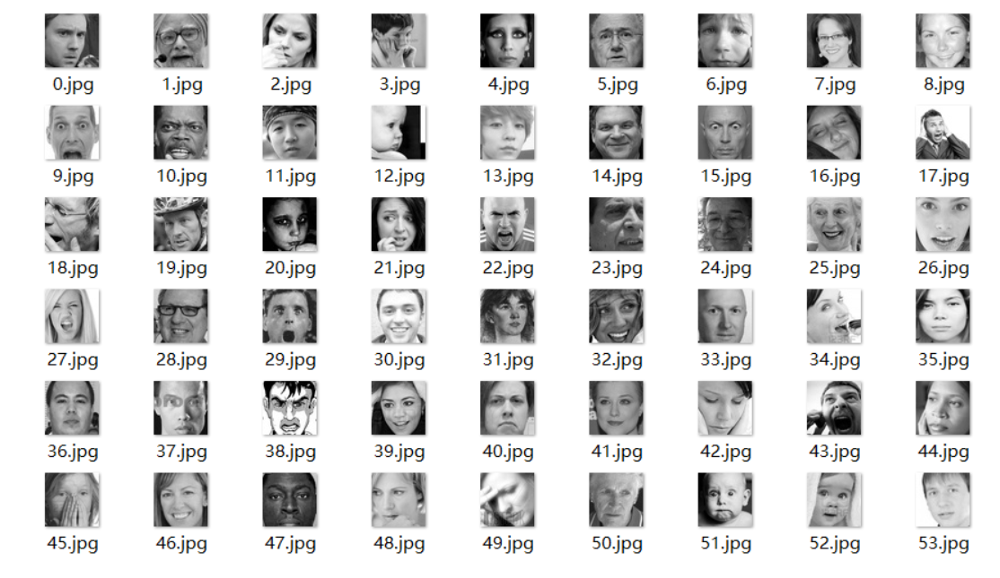 0.jpg 1.jpg 2.jpg 3.jpg 4.jpg 5.jpg 6.jpg 7.jpg 8.jpg
9.jpg 10.jpg 11.jpg 12.jpg 13.jpg 14.jpg 15.jpg 16.jpg 17.jpg
18.jpg 19.jpg 20.jpg 21.jpg 22.jpg 23.jpg 24.jpg 25.jpg 26.jpg
27.jpg 28.jpg 29.jpg 30.jpg 31.jpg 32.jpg 33.jpg 34.jpg 35.jpg
36.jpg 37.jpg 38.jpg 39.jpg 40.jpg 41.jpg 42.jpg 43.jpg 44.jpg
45.jpg 46.jpg 47.jpg 48.jpg 49.jpg 50.jpg 51.jpg 52.jpg 53.jpg